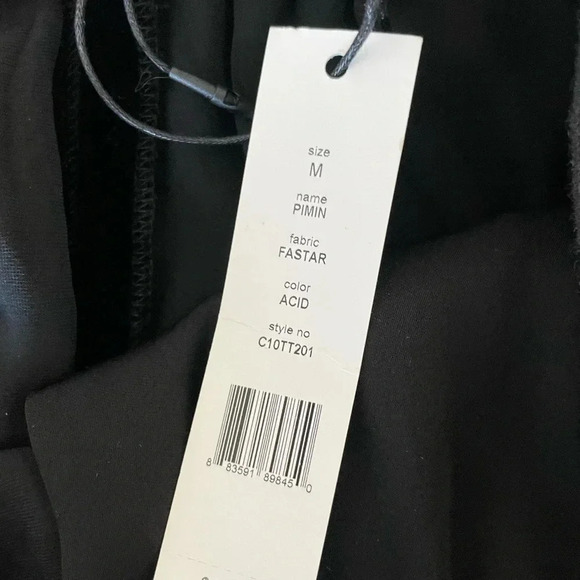 size
M
name
PIMIN
fabric
FASTAR
color
ACID
style no
C10TT201
8 83591 89845 0